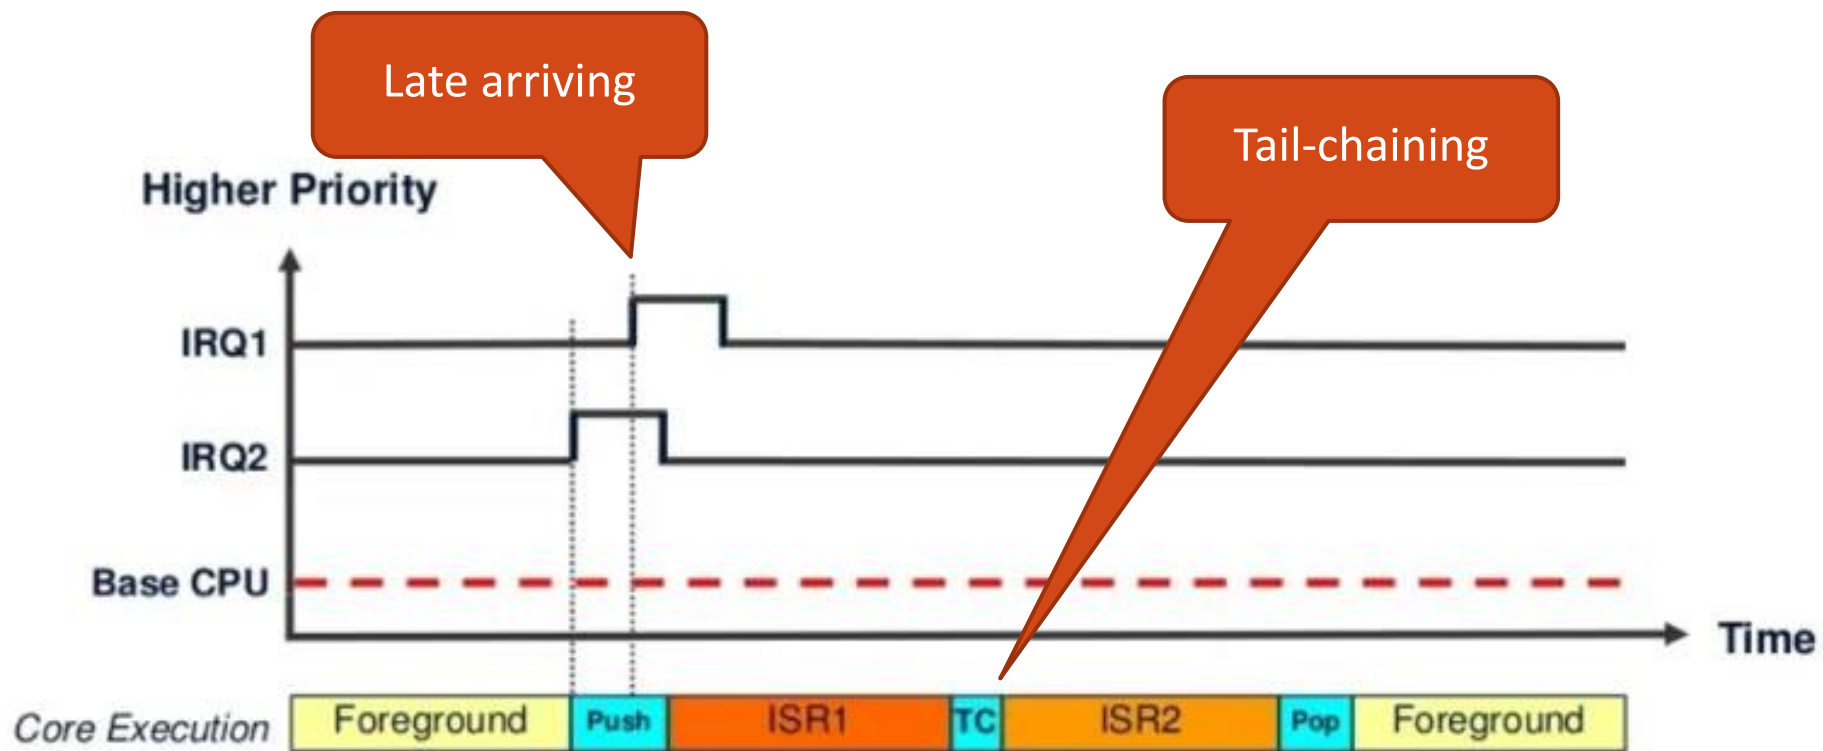 Late arriving
Tail-chaining
Higher Priority
IRQ1
IRQ2
Base CPU
Time
Core Execution
Foreground
Push
ISR1
TC
ISR2
Pop
Foreground